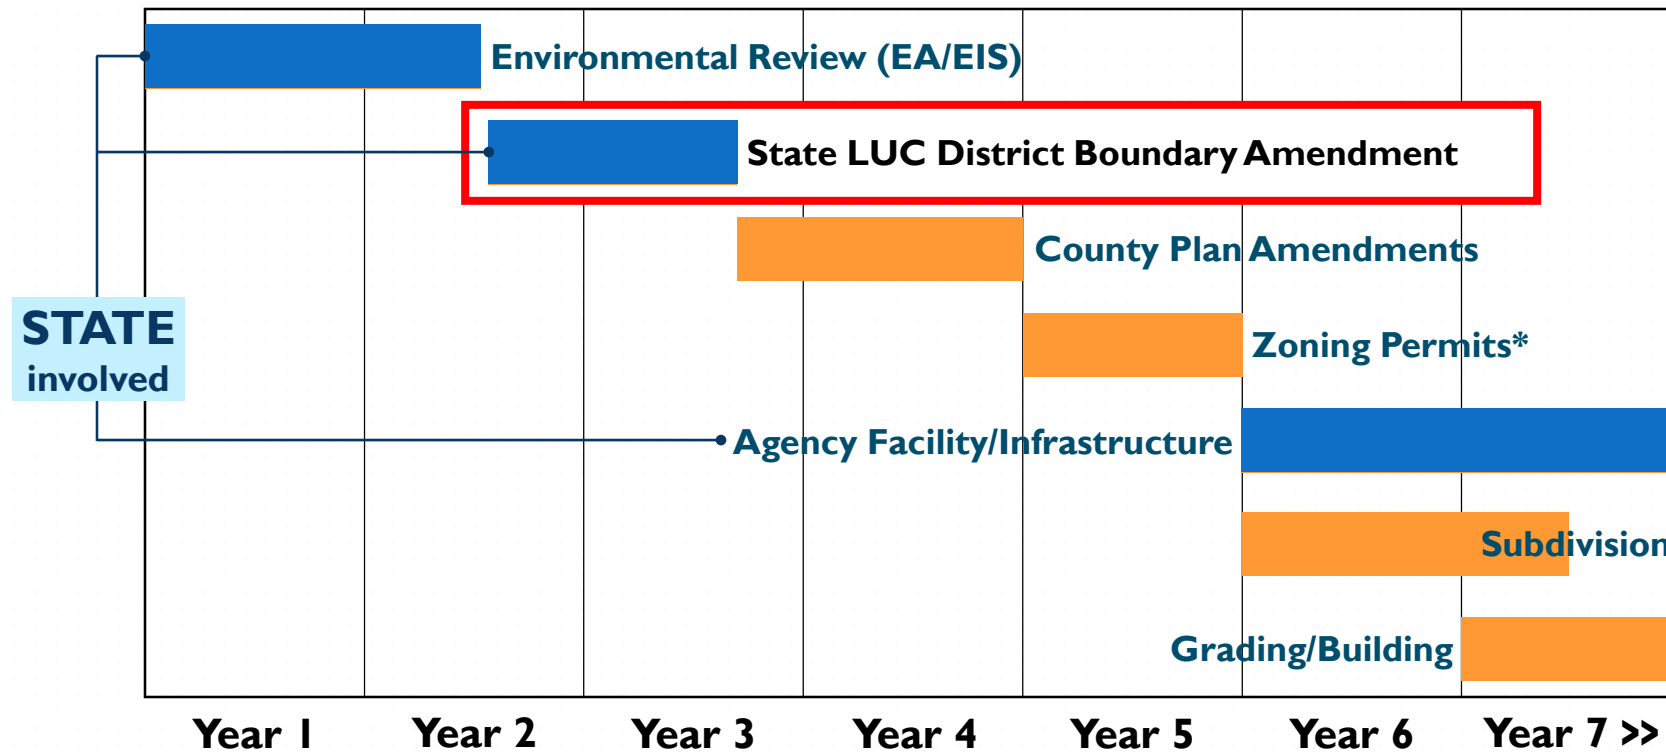 Environmental Review (EA/EIS)
State LUC District Boundary Amendment
County Plan Amendments
STATE
involved
Zoning Permits*
Agency Facility/Infrastructure
Subdivision
Grading/Building
Year 1
Year 2
Year 3
Year 4
Year 5
Year 6
Year 7 >>